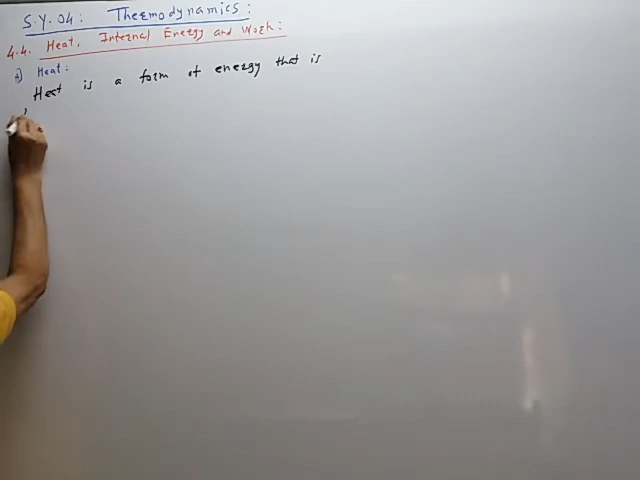 S.Y. 04: Thermodynamics:
4.4. Heat, Internal Energy and Work:
A) Heat:
Heat is a form of energy that is